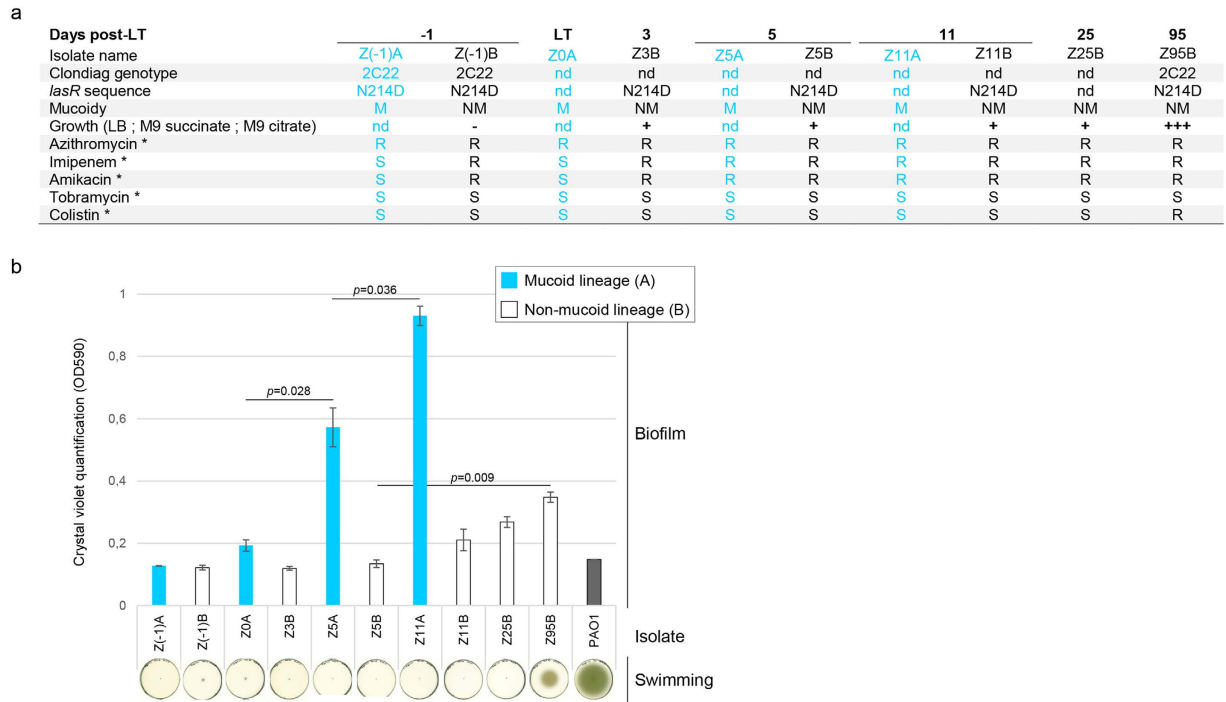 a
Days post-LT -1 LT 3 5 11 25 95
Isolate name Z(-1)A Z(-1)B Z0A Z3B Z5A Z5B Z11A Z11B Z25B Z95B
Clondiag genotype 2C22 2C22 nd nd nd nd nd nd nd 2C22
lasR sequence N214D N214D nd N214D nd N214D nd N214D nd N214D
Mucoidy M NM M NM M NM M NM NM NM
Growth (LB ; M9 succinate ; M9 citrate) nd - nd + nd + nd + + +++
Azithromycin * R R R R R R R R R R
Imipenem * S R S R R R R R R R
Amikacin * S R S R R R R R R R
Tobramycin * S S S S S S S S S S
Colistin * S S S S S S S S S R
b
Mucoid lineage (A)
Non-mucoid lineage (B)
Crystal violet quantification (OD590)
1
0,8
0,6
0,4
0,2
0
p=0.036
p=0.028
p=0.009
Biofilm
Z(-1)A Z(-1)B Z0A Z3B Z5A Z5B Z11A Z11B Z25B Z95B PAO1
Isolate
Swimming